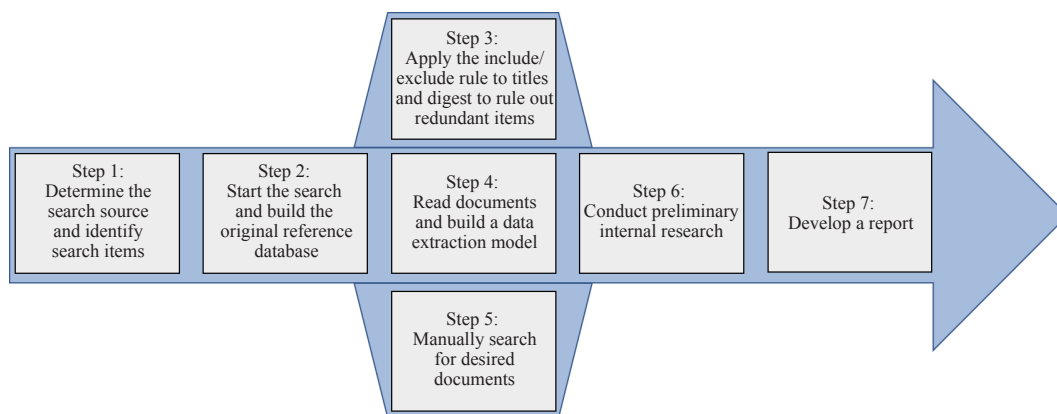 Step 1:
Determine the
search source
and identify
search items
Step 2:
Start the search
and build the
original reference
database
Step 3:
Apply the include/
exclude rule to titles
and digest to rule out
redundant items
Step 4:
Read documents
and build a data
extraction model
Step 5:
Manually search
for desired
documents
Step 6:
Conduct preliminary
internal research
Step 7:
Develop a report